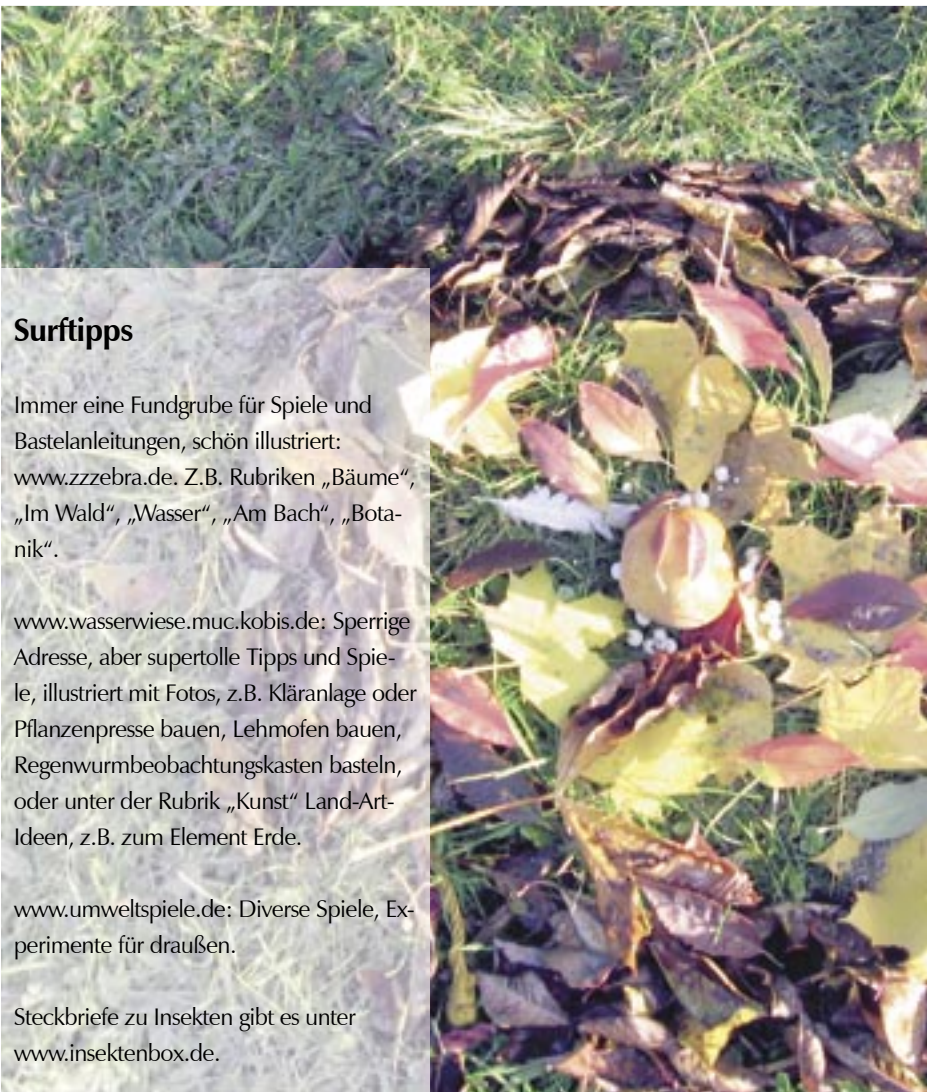 Surftipps
Immer eine Fundgrube für Spiele und
Bastelanleitungen, schön illustriert:
www.zzzebra.de. Z.B. Rubriken „Bäume“,
„Im Wald“, „Wasser“, „Am Bach“, „Bota-
nik“.
www.wasserwiese.muc.kobis.de: Sperrige
Adresse, aber supertolle Tipps und Spie-
le, illustriert mit Fotos, z.B. Kläranlage oder
Pflanzenpresse bauen, Lehmofen bauen,
Regenwurmbeobachtungskasten basteln,
oder unter der Rubrik „Kunst“ Land-Art-
Ideen, z.B. zum Element Erde.
www.umweltspiele.de: Diverse Spiele, Ex-
perimente für draußen.
Steckbriefe zu Insekten gibt es unter
www.insektenbox.de.